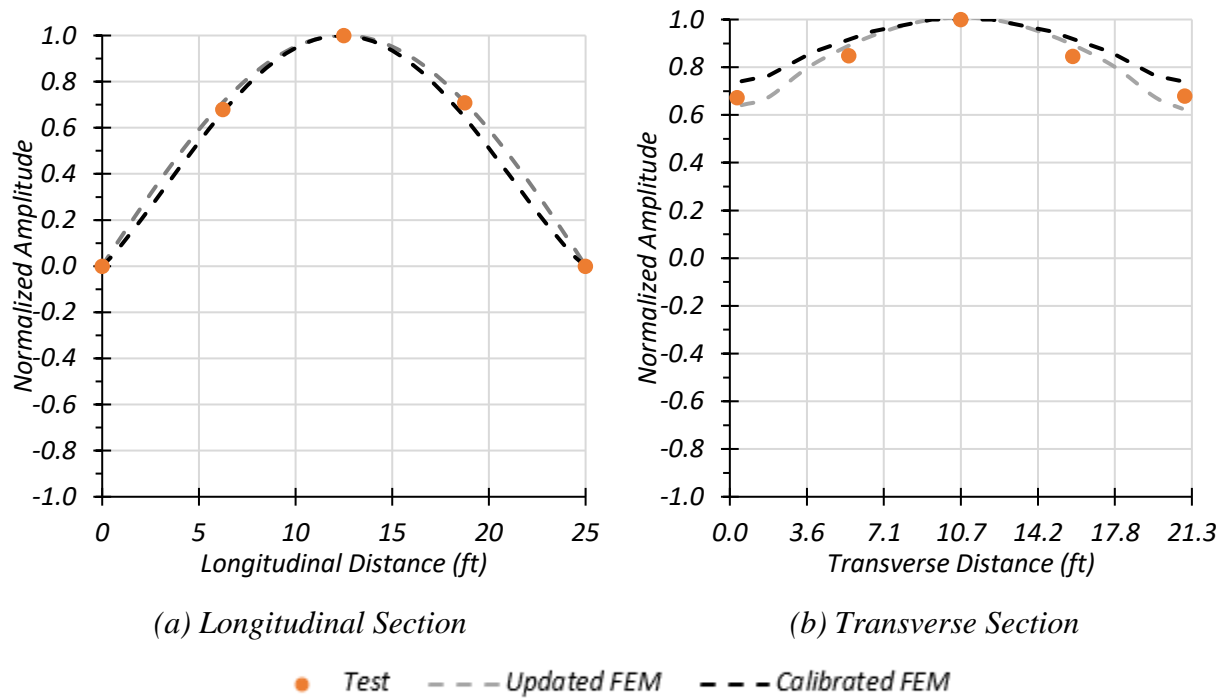 Normalized Amplitude
1.0
0.8
0.6
0.4
0.2
0.0
-0.2
-0.4
-0.6
-0.8
-1.0
0 5 10 15 20 25
Longitudinal Distance (ft)
(a) Longitudinal Section
Normalized Amplitude
1.0
0.8
0.6
0.4
0.2
0.0
-0.2
-0.4
-0.6
-0.8
-1.0
0.0 3.6 7.1 10.7 14.2 17.8 21.3
Transverse Distance (ft)
(b) Transverse Section
Test Updated FEM Calibrated FEM